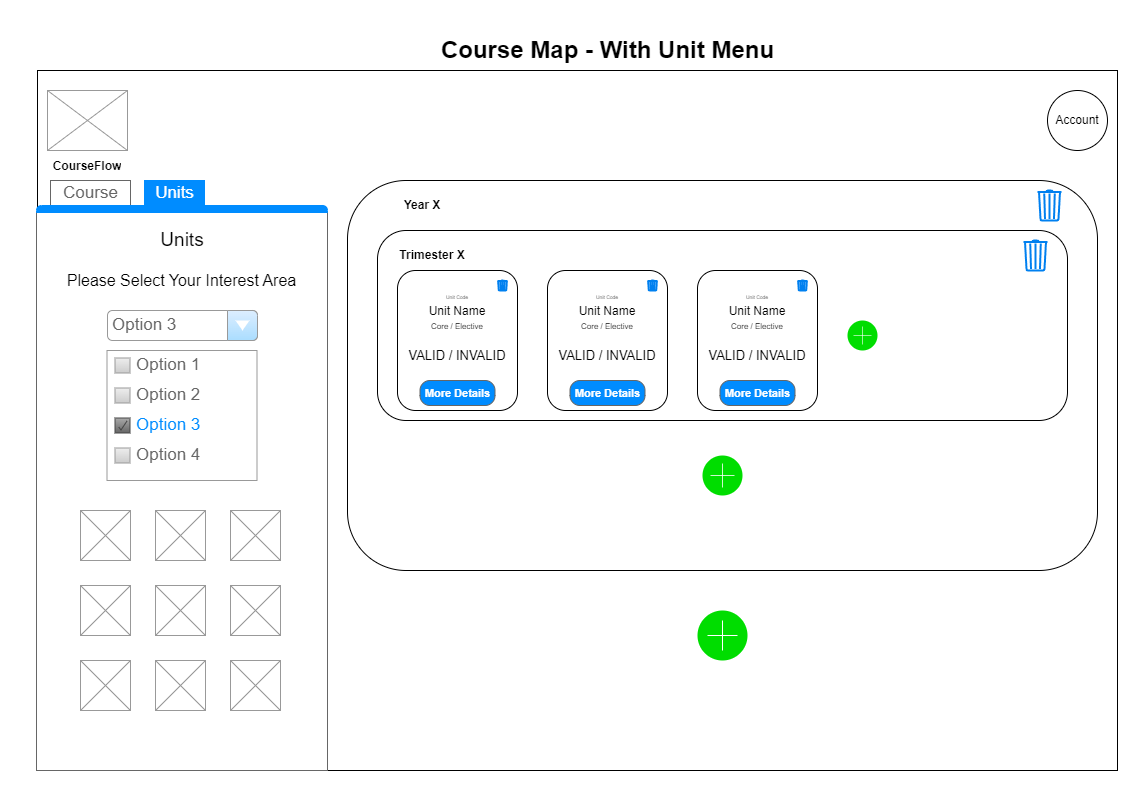 Course Map - With Unit Menu
Account
CourseFlow
Course
Units
Units
Please Select Your Interest Area
Option 3
Option 1
Option 2
Option 3
Option 4
Year X
Trimester X
Unit Code
Unit Name
Core / Elective
VALID / INVALID
More Details
Unit Code
Unit Name
Core / Elective
VALID / INVALID
More Details
Unit Code
Unit Name
Core / Elective
VALID / INVALID
More Details